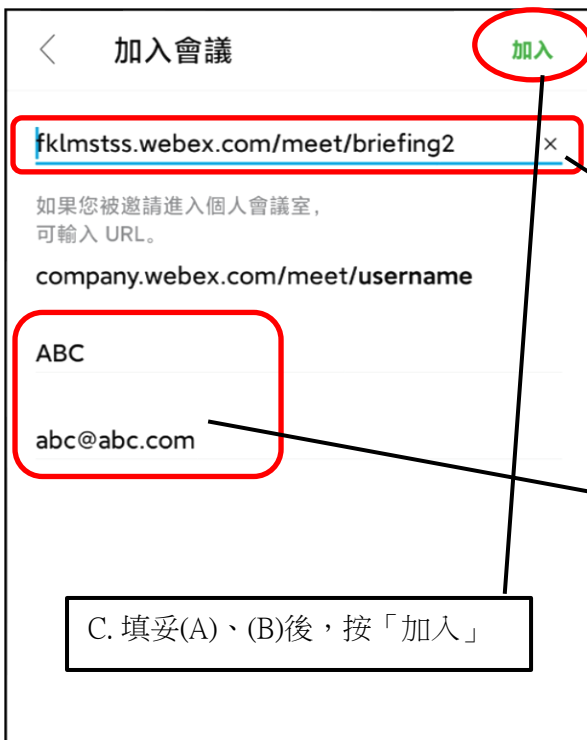 加入會議
加入
fklmstss.webex.com/meet/briefing2
如果您被邀請進入個人會議室，
可輸入 URL。
company.webex.com/meet/username
ABC
abc@abc.com
C. 填妥(A)、(B)後，按「加入」